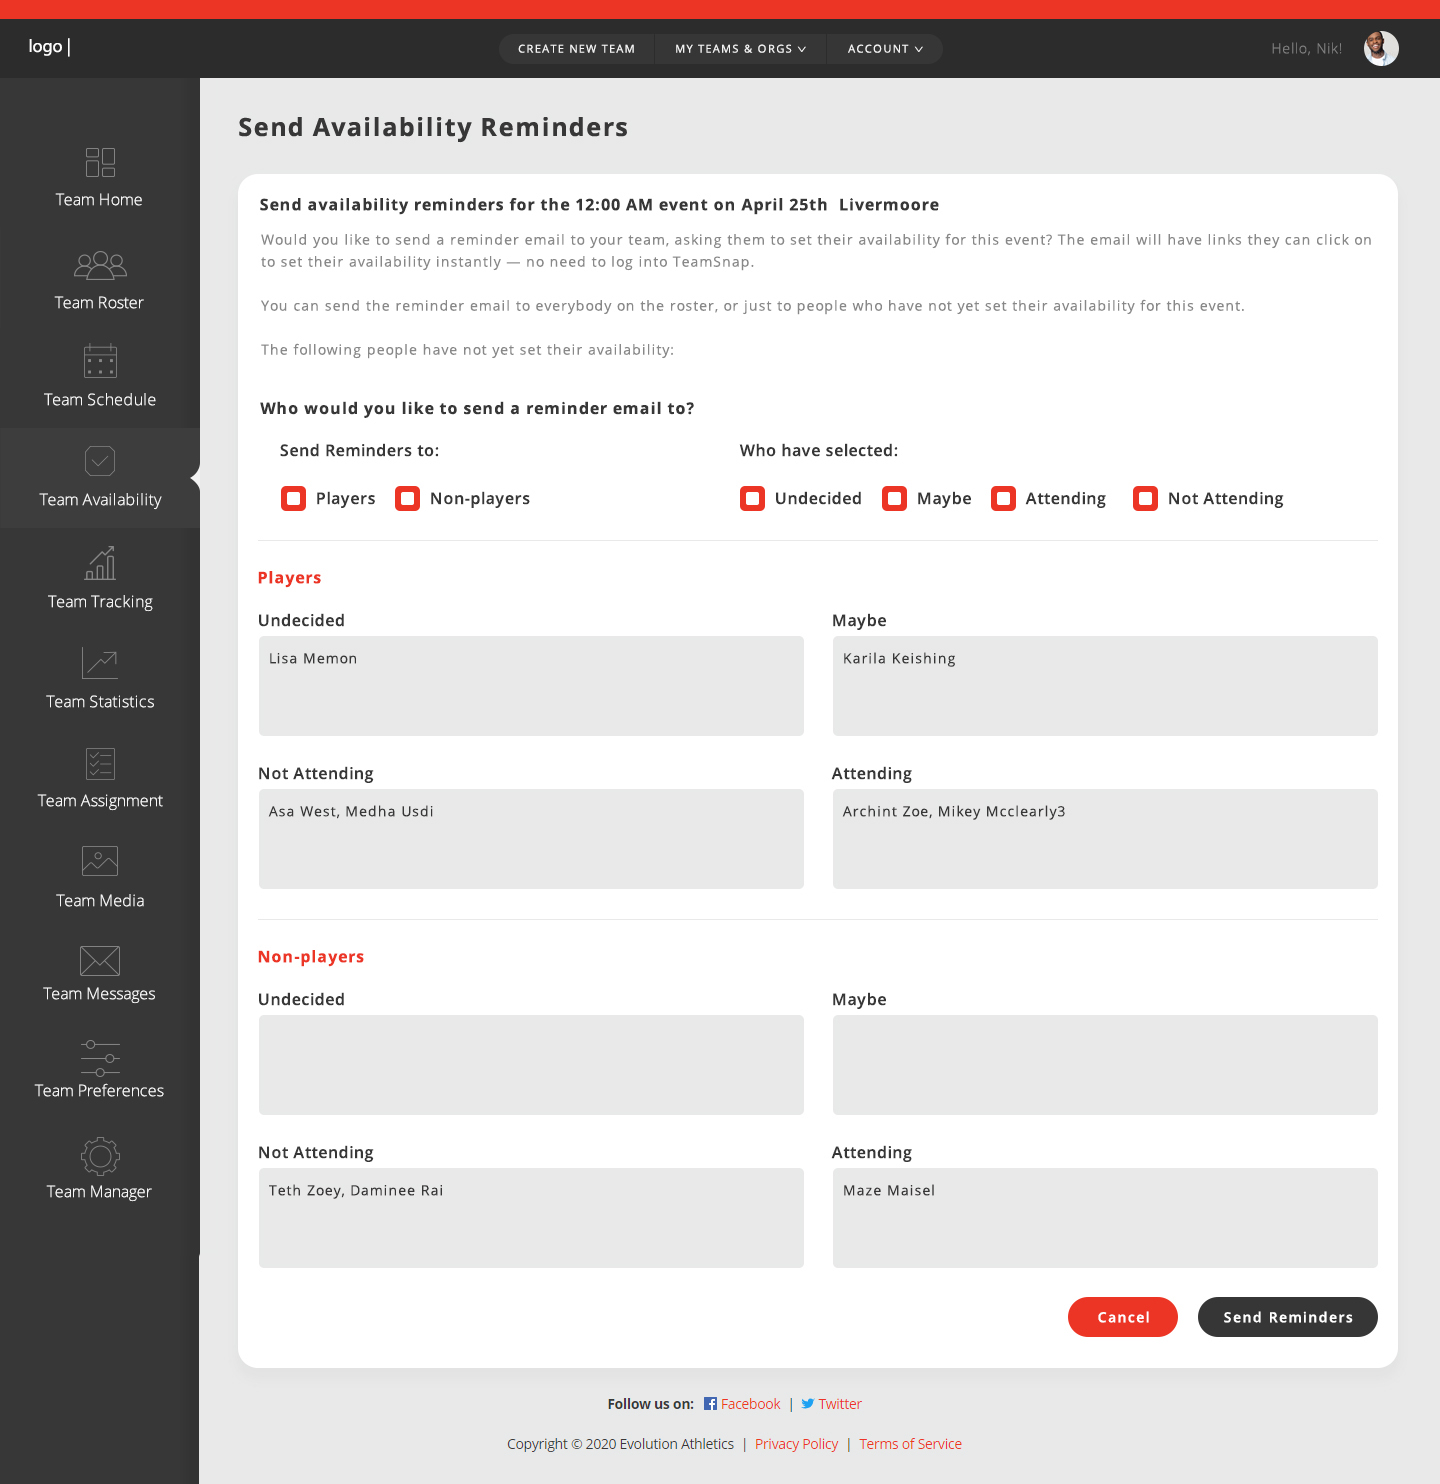 logo |
CREATE NEW TEAM
MY TEAMS & ORGS
ACCOUNT
Hello, Nik!
Team Home
Team Roster
Team Schedule
Team Availability
Team Tracking
Team Statistics
Team Assignment
Team Media
Team Messages
Team Preferences
Team Manager
Send Availability Reminders
Send availability reminders for the 12:00 AM event on April 25th Livermoore
Would you like to send a reminder email to your team, asking them to set their availability for this event? The email will have links they can click on
to set their availability instantly — no need to log into TeamSnap.
You can send the reminder email to everybody on the roster, or just to people who have not yet set their availability for this event.
The following people have not yet set their availability:
Who would you like to send a reminder email to?
Send Reminders to:
Players
Non-players
Who have selected:
Undecided
Maybe
Attending
Not Attending
Players
Undecided
Lisa Memon
Maybe
Karila Keishing
Not Attending
Asa West, Medha Usdi
Attending
Archint Zoe, Mikey Mcclearly3
Non-players
Undecided
Maybe
Not Attending
Teth Zoey, Daminee Rai
Attending
Maze Maisel
Cancel
Send Reminders
Follow us on: Facebook | Twitter
Copyright © 2020 Evolution Athletics | Privacy Policy | Terms of Service